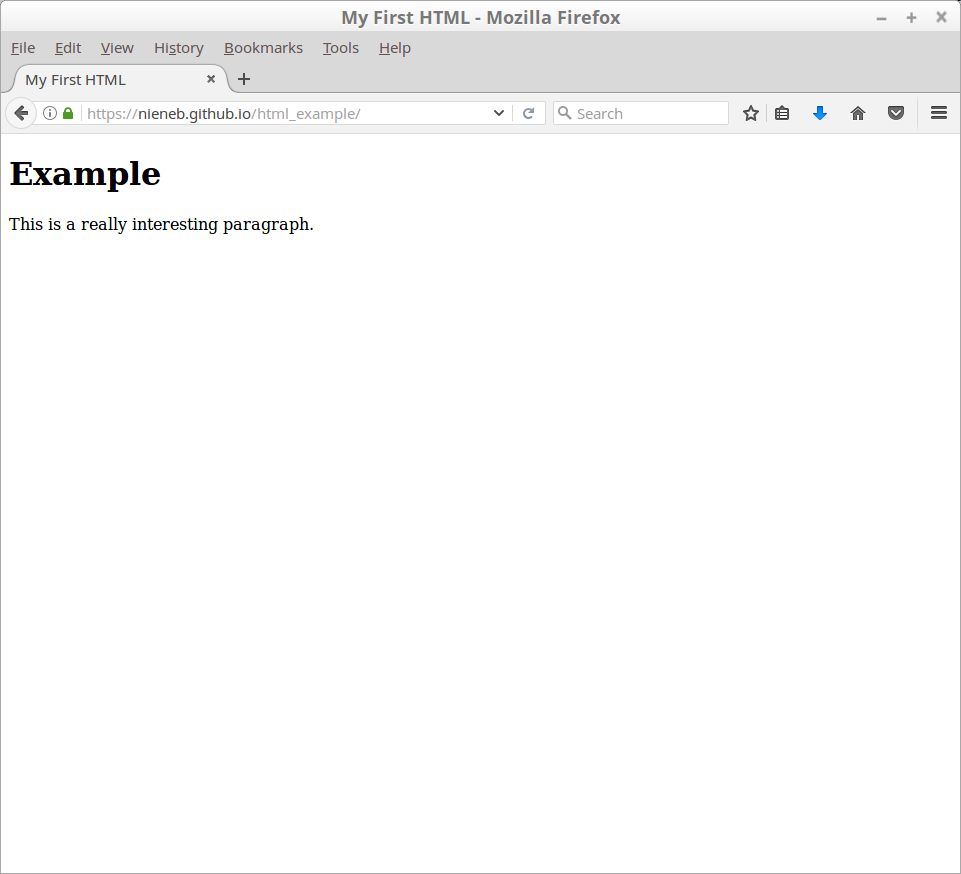 My First HTML - Mozilla Firefox
File Edit View History Bookmarks Tools Help
My First HTML
https://nieneb.github.io/html_example/ Search
Example
This is a really interesting paragraph.